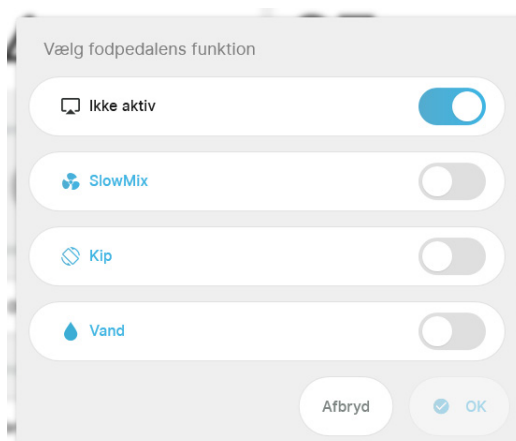 Vælg fodpedalens funktion
Ikke aktiv
SlowMix
Kip
Vand
Afbryd
OK